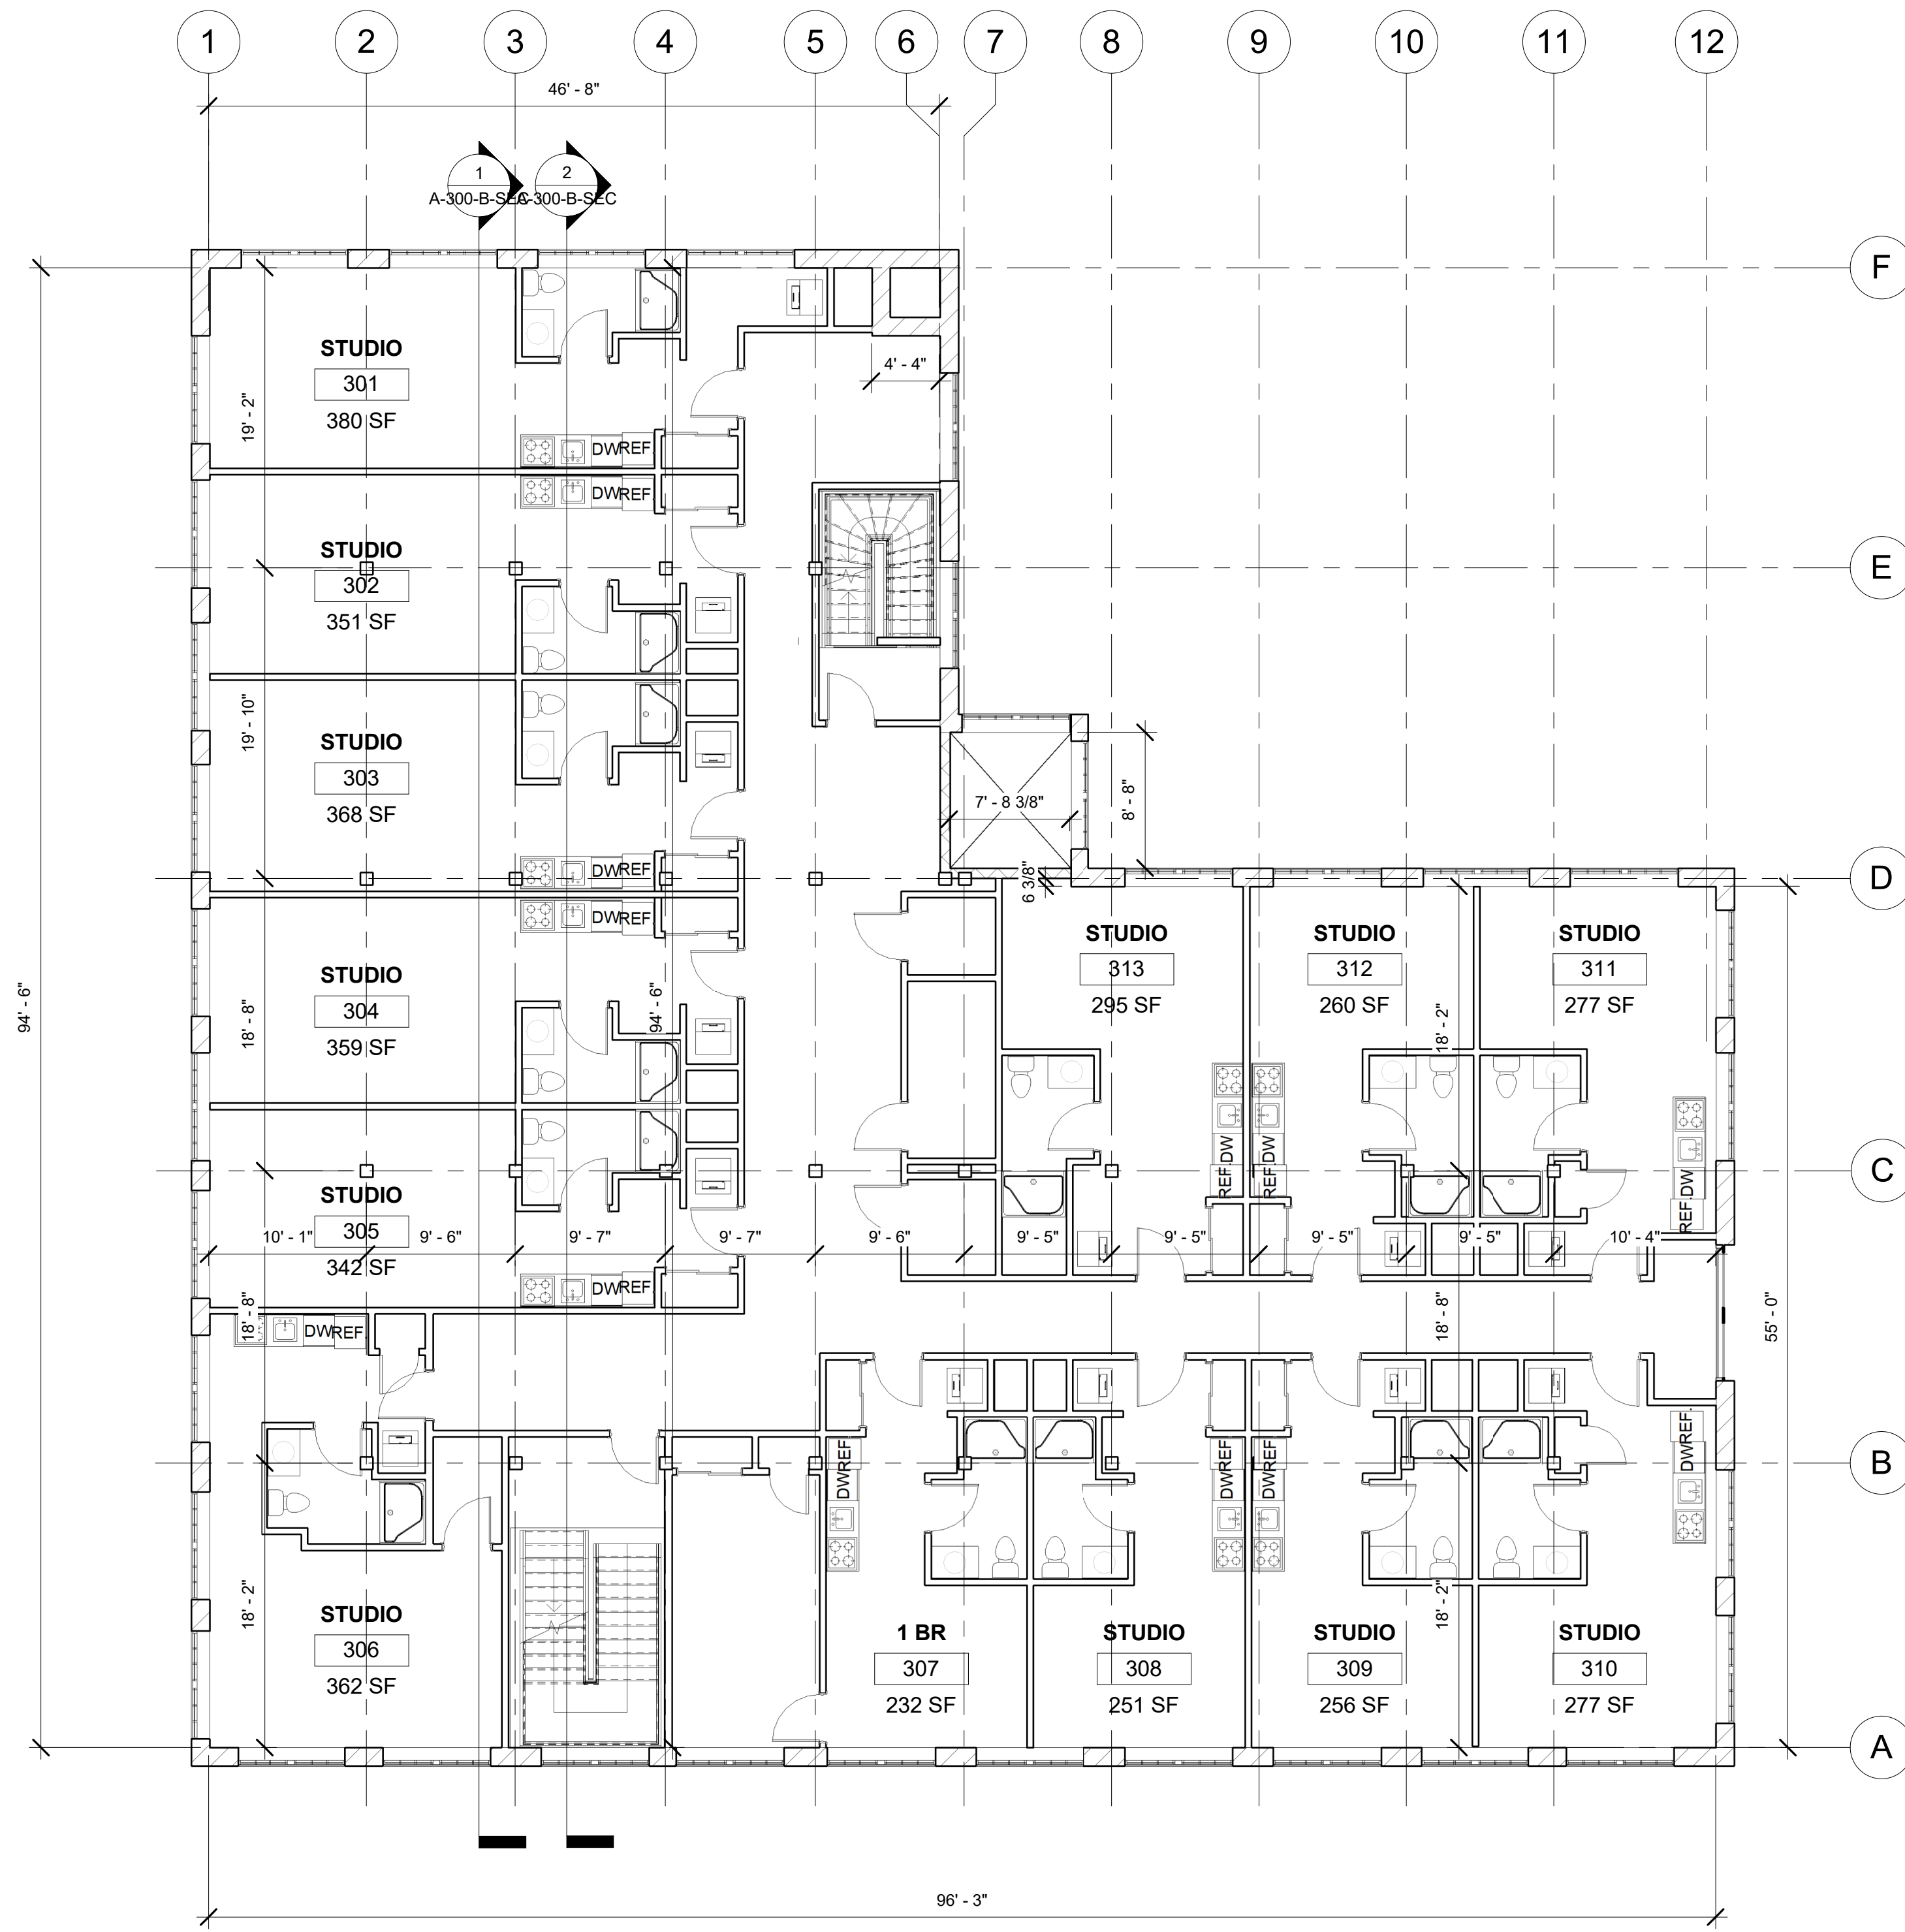 1
2
3
4
5
6
7
8
9
10
11
12
46' - 8"
1
A-300-B-SEC
2
A-300-B-SEC
F
STUDIO
301
380 SF
4' - 4"
19' - 2"
DW REF.
DW REF.
STUDIO
302
351 SF
E
19' - 10"
STUDIO
303
368 SF
7' - 8 3/8"
8' - 8"
DW REF.
6 3/8"
D
DW REF.
STUDIO
304
359 SF
94' - 6"
18' - 8"
94' - 6"
STUDIO
313
295 SF
STUDIO
312
260 SF
STUDIO
311
277 SF
18' - 2"
REF. DW
REF. DW
REF. DW
C
STUDIO
305
342 SF
10' - 1"
9' - 6"
9' - 7"
9' - 7"
9' - 6"
9' - 5"
9' - 5"
9' - 5"
9' - 5"
10' - 4"
DW REF.
18' - 8"
18' - 8"
55' - 0"
DW REF.
DW REF.
DW REF.
DW REF.
DW REF.
B
18' - 2"
18' - 2"
STUDIO
306
362 SF
1 BR
307
232 SF
STUDIO
308
251 SF
STUDIO
309
256 SF
STUDIO
310
277 SF
A
96' - 3"